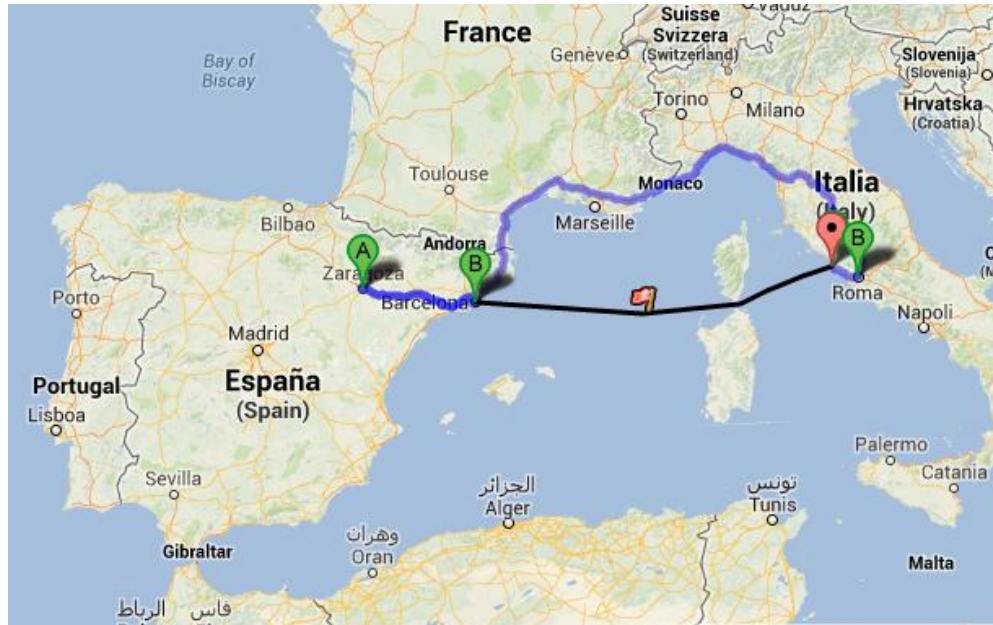 Vaduz
Suisse
Svizzera
(Switzerland)
France
Genève
Slovenija
(Slovenia)
Bay of
Biscay
Torino
Milano
Hrvatska
(Croatia)
Toulouse
Monaco
Italia
(Italy)
Marseille
Bilbao
Andorra
A
B
B
Zaragoza
Barcelona
Roma
Porto
Napoli
Madrid
Portugal
España
(Spain)
Lisboa
Palermo
Catania
Sevilla
الجزائر
Alger
تونس
Tunis
وهران
Oran
Gibraltar
Malta
الرباط
فاس